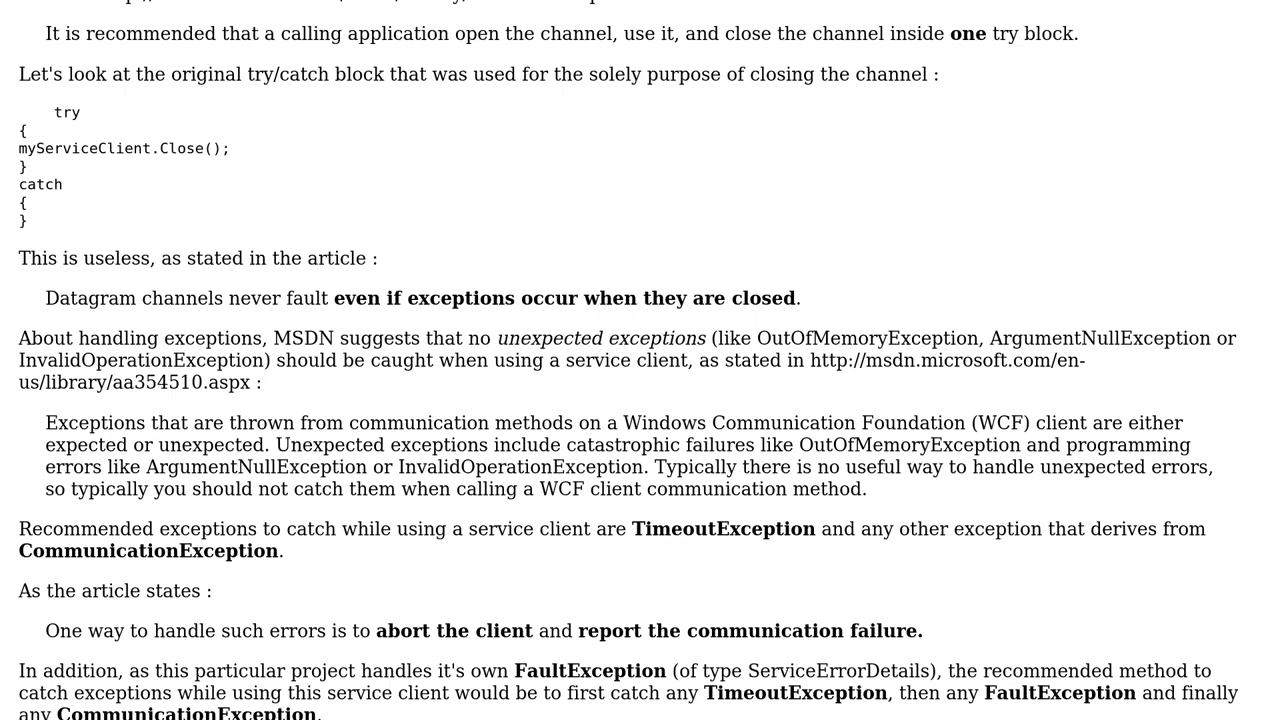 It is recommended that a calling application open the channel, use it, and close the channel inside one try block.
Let's look at the original try/catch block that was used for the solely purpose of closing the channel :
try
{
myServiceClient.Close();
}
catch
{
}
This is useless, as stated in the article :
Datagram channels never fault even if exceptions occur when they are closed.
About handling exceptions, MSDN suggests that no unexpected exceptions (like OutOfMemoryException, ArgumentNullException or
InvalidOperationException) should be caught when using a service client, as stated in http://msdn.microsoft.com/en-
us/library/aa354510.aspx :
Exceptions that are thrown from communication methods on a Windows Communication Foundation (WCF) client are either
expected or unexpected. Unexpected exceptions include catastrophic failures like OutOfMemoryException and programming
errors like ArgumentNullException or InvalidOperationException. Typically there is no useful way to handle unexpected errors,
so typically you should not catch them when calling a WCF client communication method.
Recommended exceptions to catch while using a service client are TimeoutException and any other exception that derives from
CommunicationException.
As the article states :
One way to handle such errors is to abort the client and report the communication failure.
In addition, as this particular project handles it's own FaultException (of type ServiceErrorDetails), the recommended method to
catch exceptions while using this service client would be to first catch any TimeoutException, then any FaultException and finally
any CommunicationException.